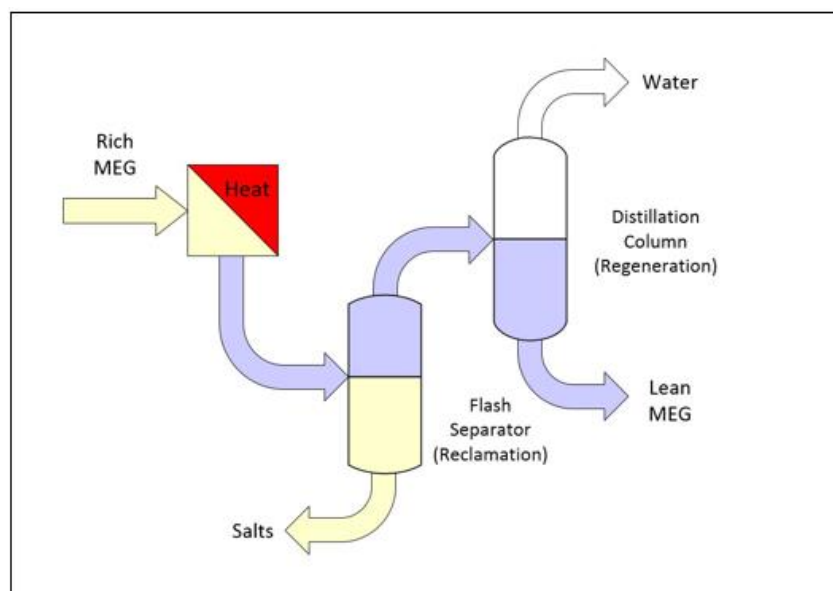 Water
Rich
MEG
Heat
Distillation
Column
(Regeneration)
Lean
MEG
Flash
Separator
(Reclamation)
Salts